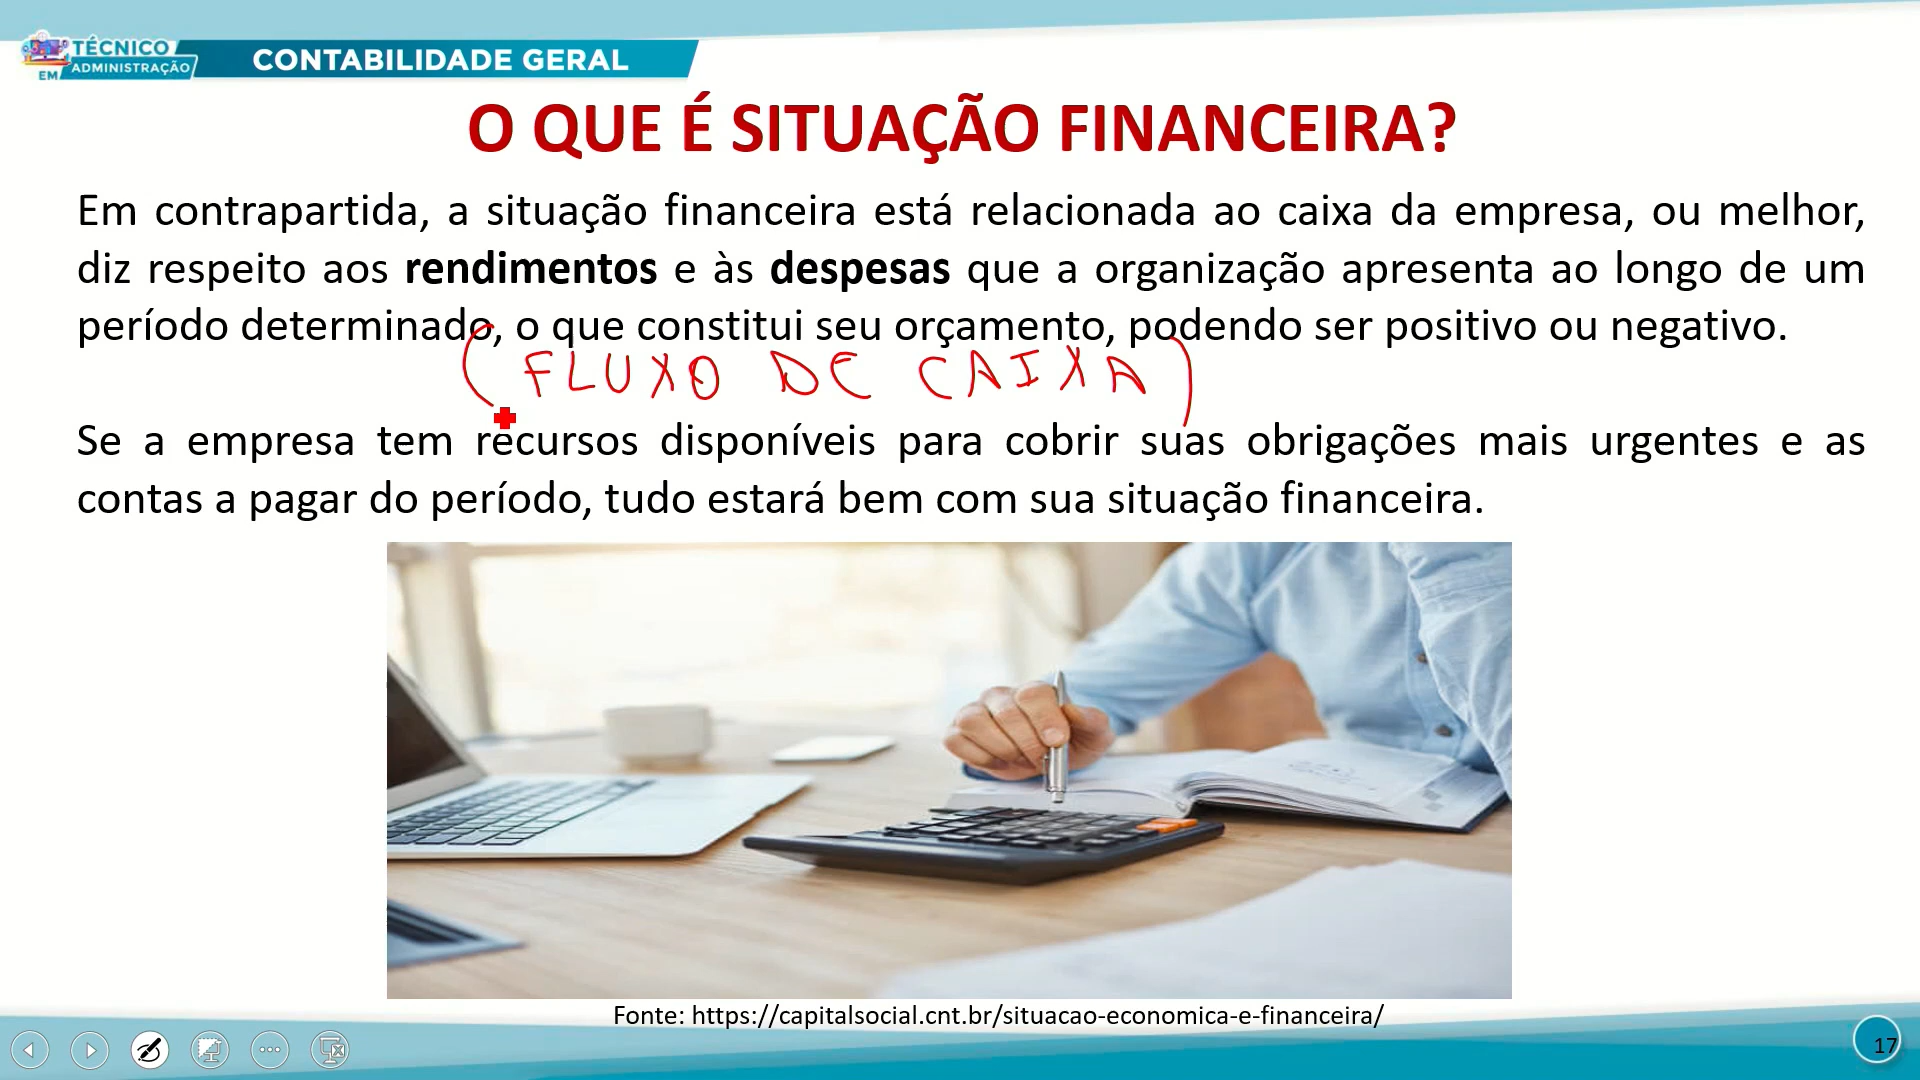 TÉCNICO
EM ADMINISTRAÇÃO
CONTABILIDADE GERAL
O QUE É SITUAÇÃO FINANCEIRA?
Em contrapartida, a situação financeira está relacionada ao caixa da empresa, ou melhor,
diz respeito aos rendimentos e às despesas que a organização apresenta ao longo de um
período determinado, o que constitui seu orçamento, podendo ser positivo ou negativo.
(FLUXO DE CAIXA)
Se a empresa tem recursos disponíveis para cobrir suas obrigações mais urgentes e as
contas a pagar do período, tudo estará bem com sua situação financeira.
Fonte: https://capitalsocial.cnt.br/situacao-economica-e-financeira/
17